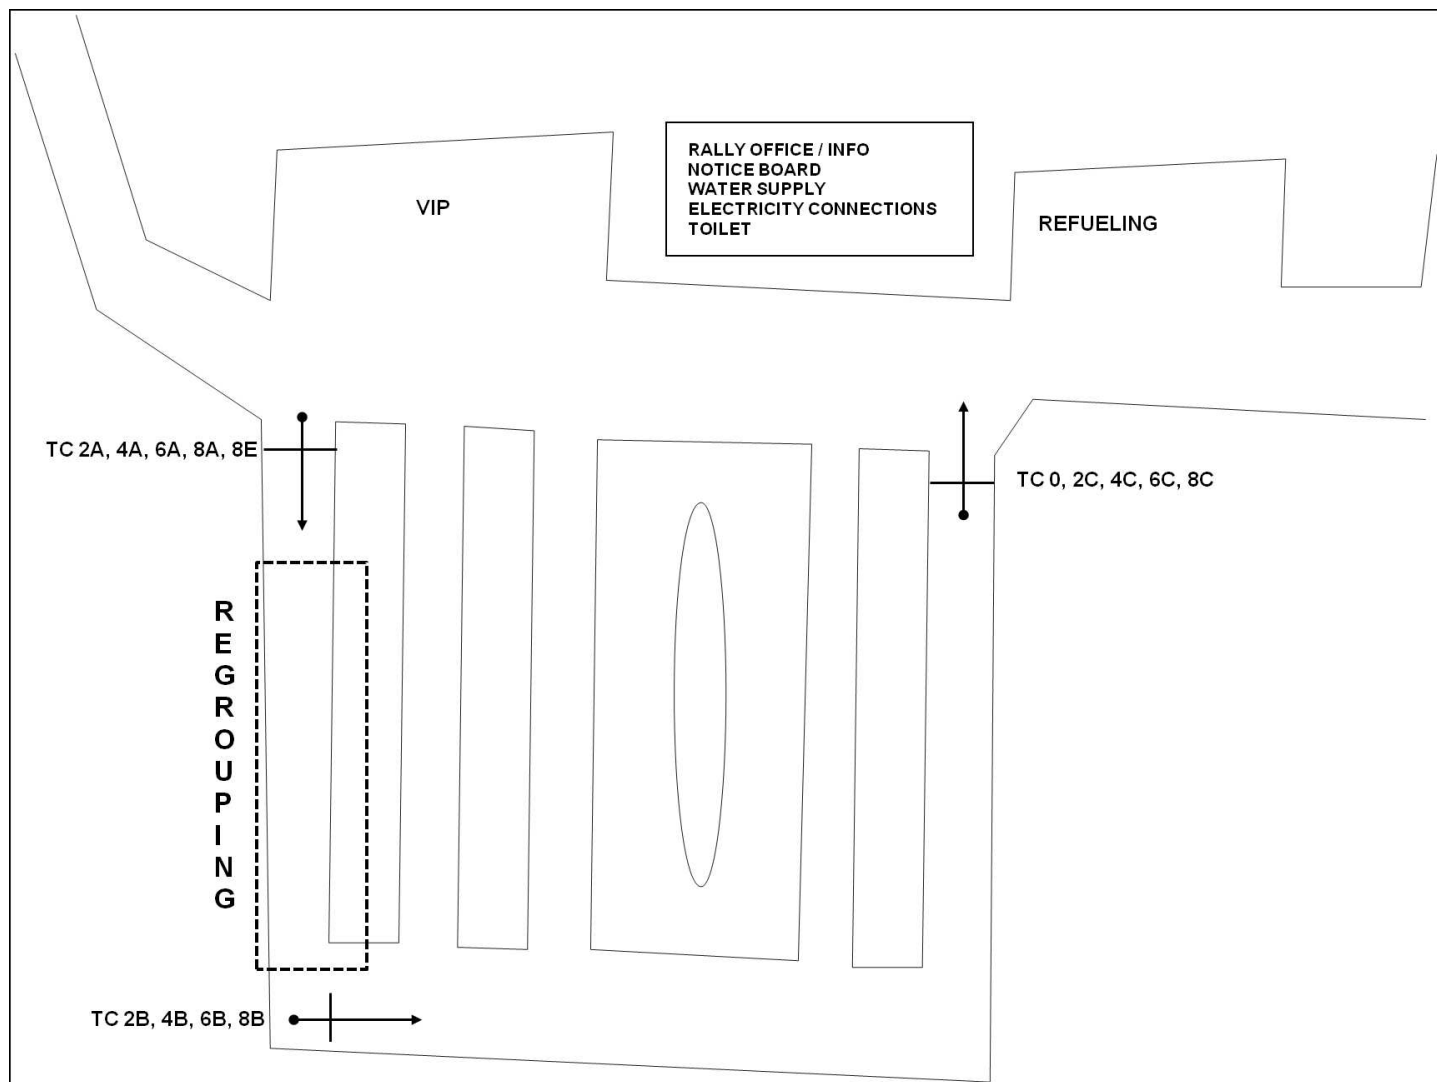 VIP
RALLY OFFICE / INFO
NOTICE BOARD
WATER SUPPLY
ELECTRICITY CONNECTIONS
TOILET
REFUELING
TC 2A, 4A, 6A, 8A, 8E
TC 0, 2C, 4C, 6C, 8C
REGROUPING
TC 2B, 4B, 6B, 8B